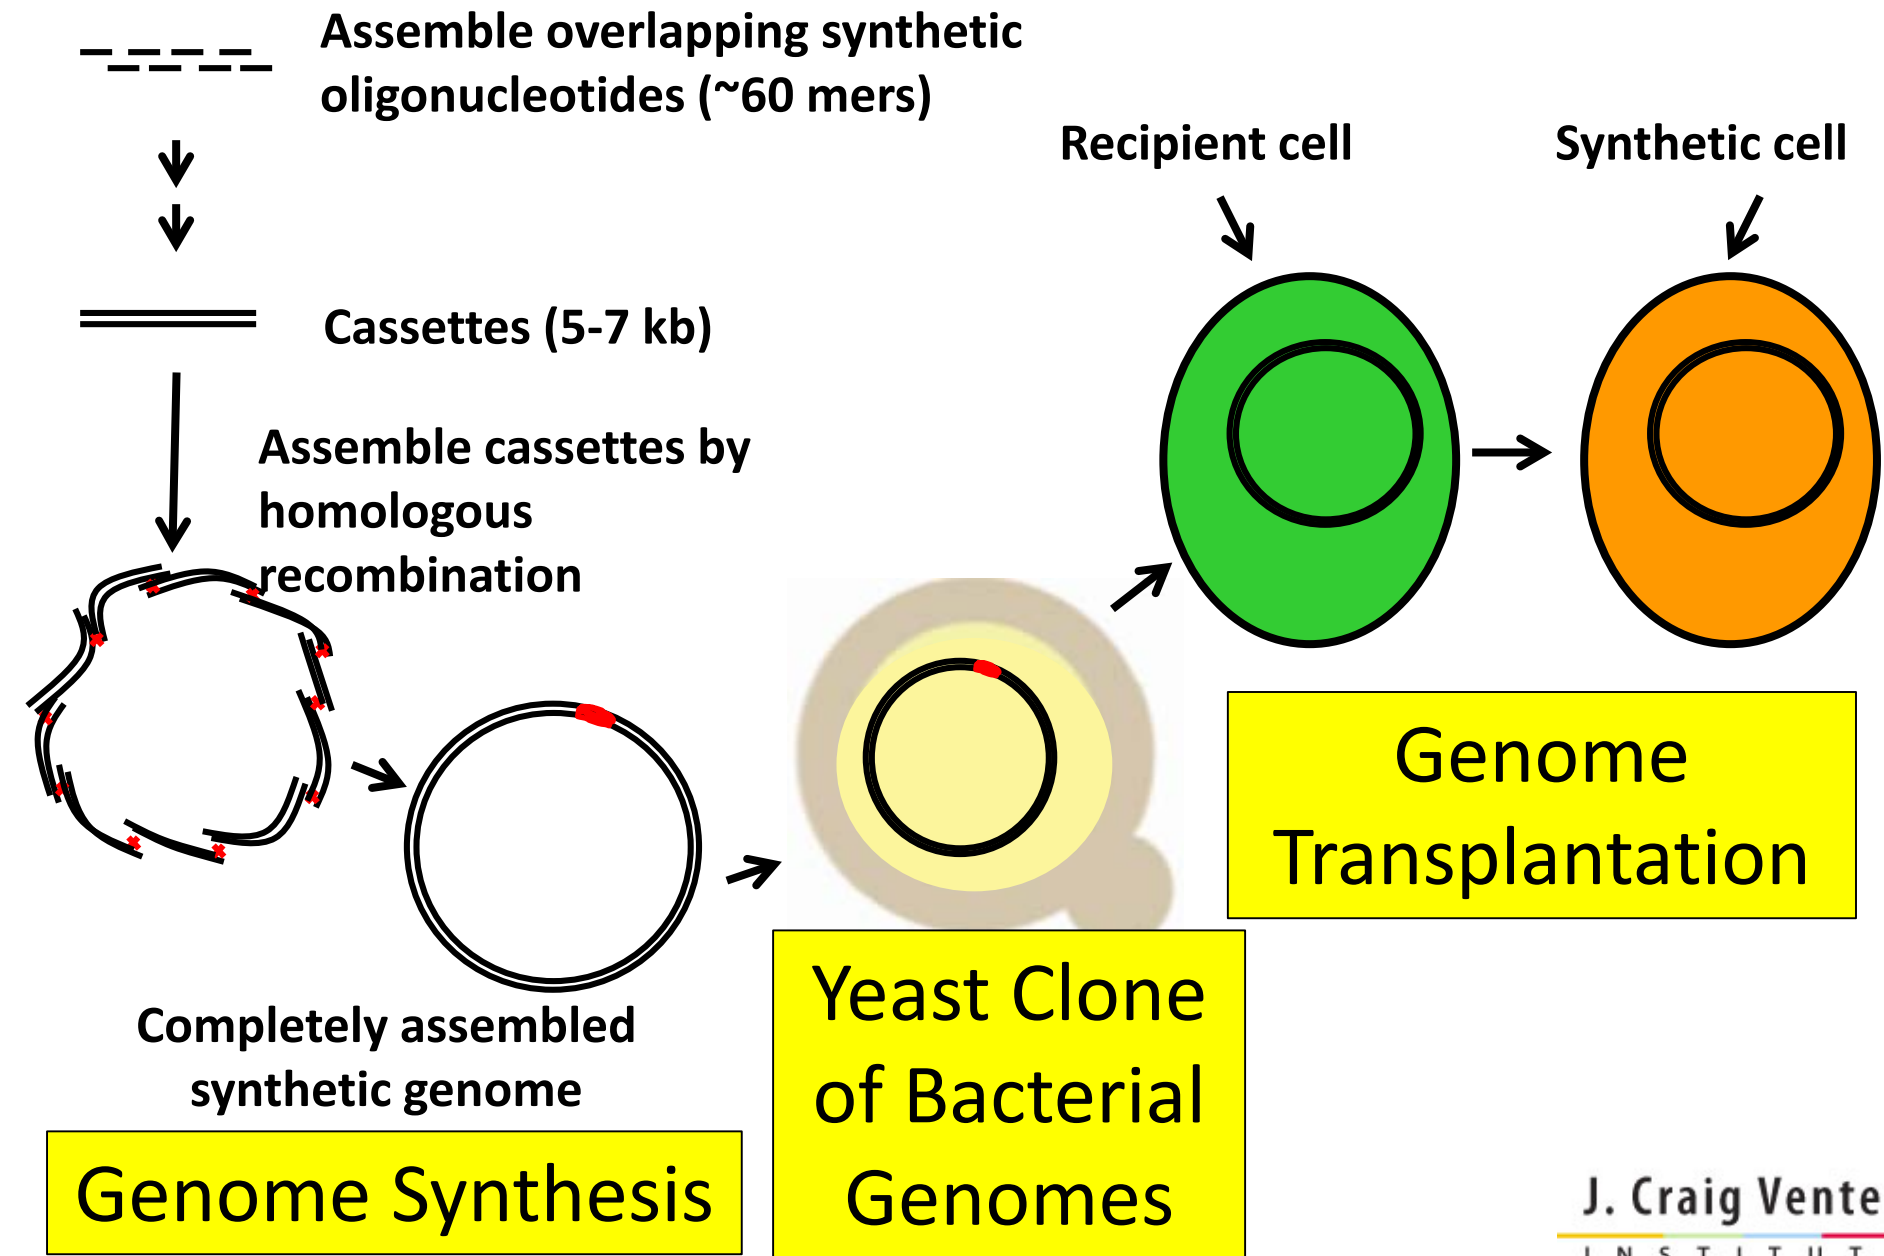 Assemble overlapping synthetic
oligonucleotides (~60 mers)
Recipient cell
Synthetic cell
Cassettes (5-7 kb)
Assemble cassettes by
homologous
recombination
Genome
Transplantation
Completely assembled
synthetic genome
Yeast Clone
of Bacterial
Genomes
Genome Synthesis
J. Craig Vente
I N S T I T U T